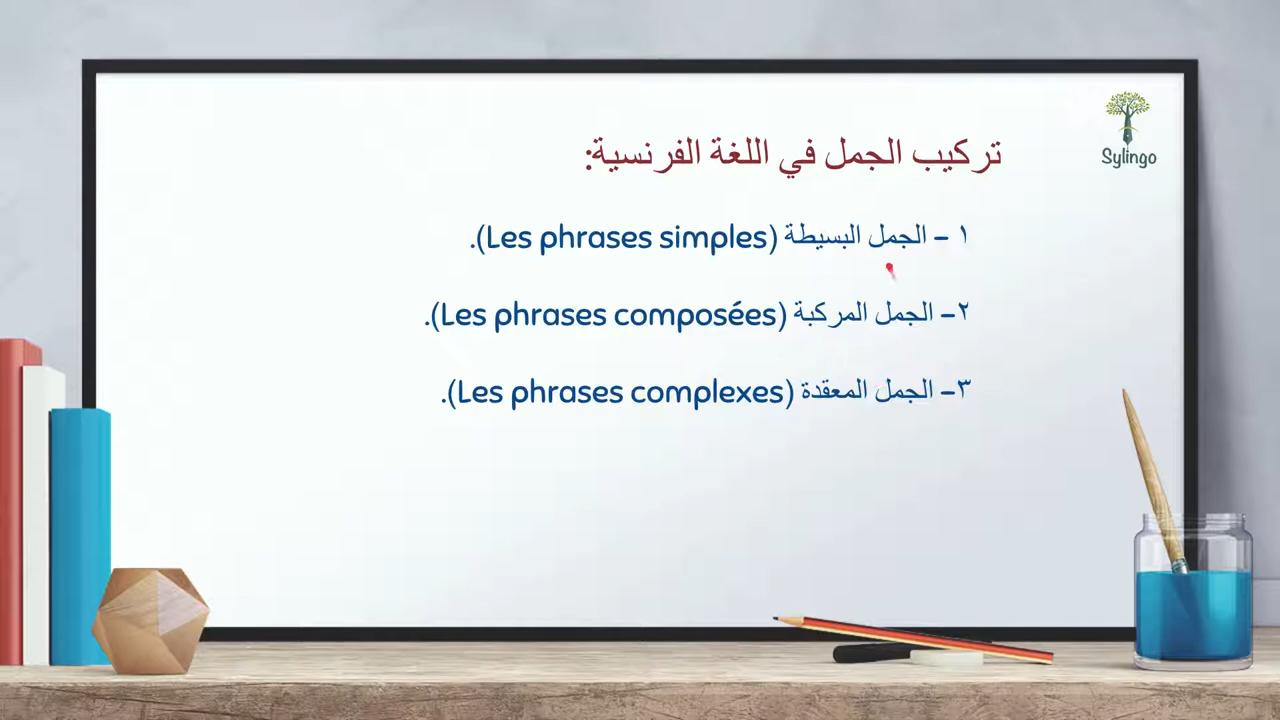 Sylingo
تركيب الجمل في اللغة الفرنسية:
١ - الجمل البسيطة (Les phrases simples).
٢- الجمل المركبة (Les phrases composées).
٣- الجمل المعقدة (Les phrases complexes).